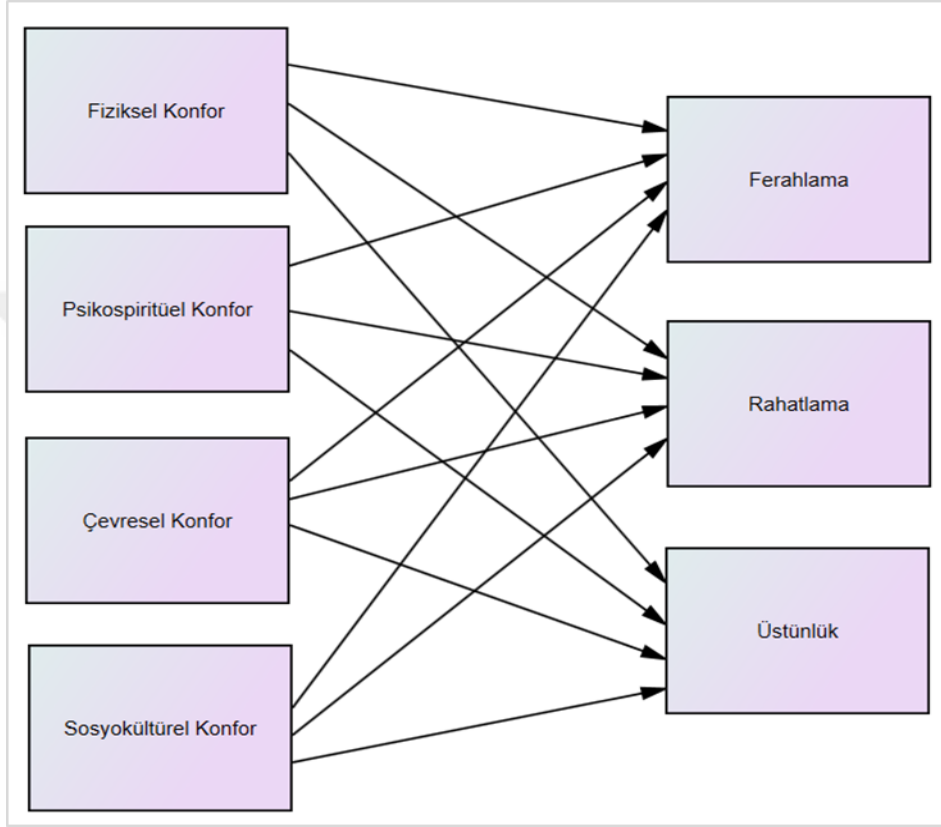 Fiziksel Konfor
Psikospiritüel Konfor
Çevresel Konfor
Sosyokültürel Konfor
Ferahlama
Rahatlama
Üstünlük